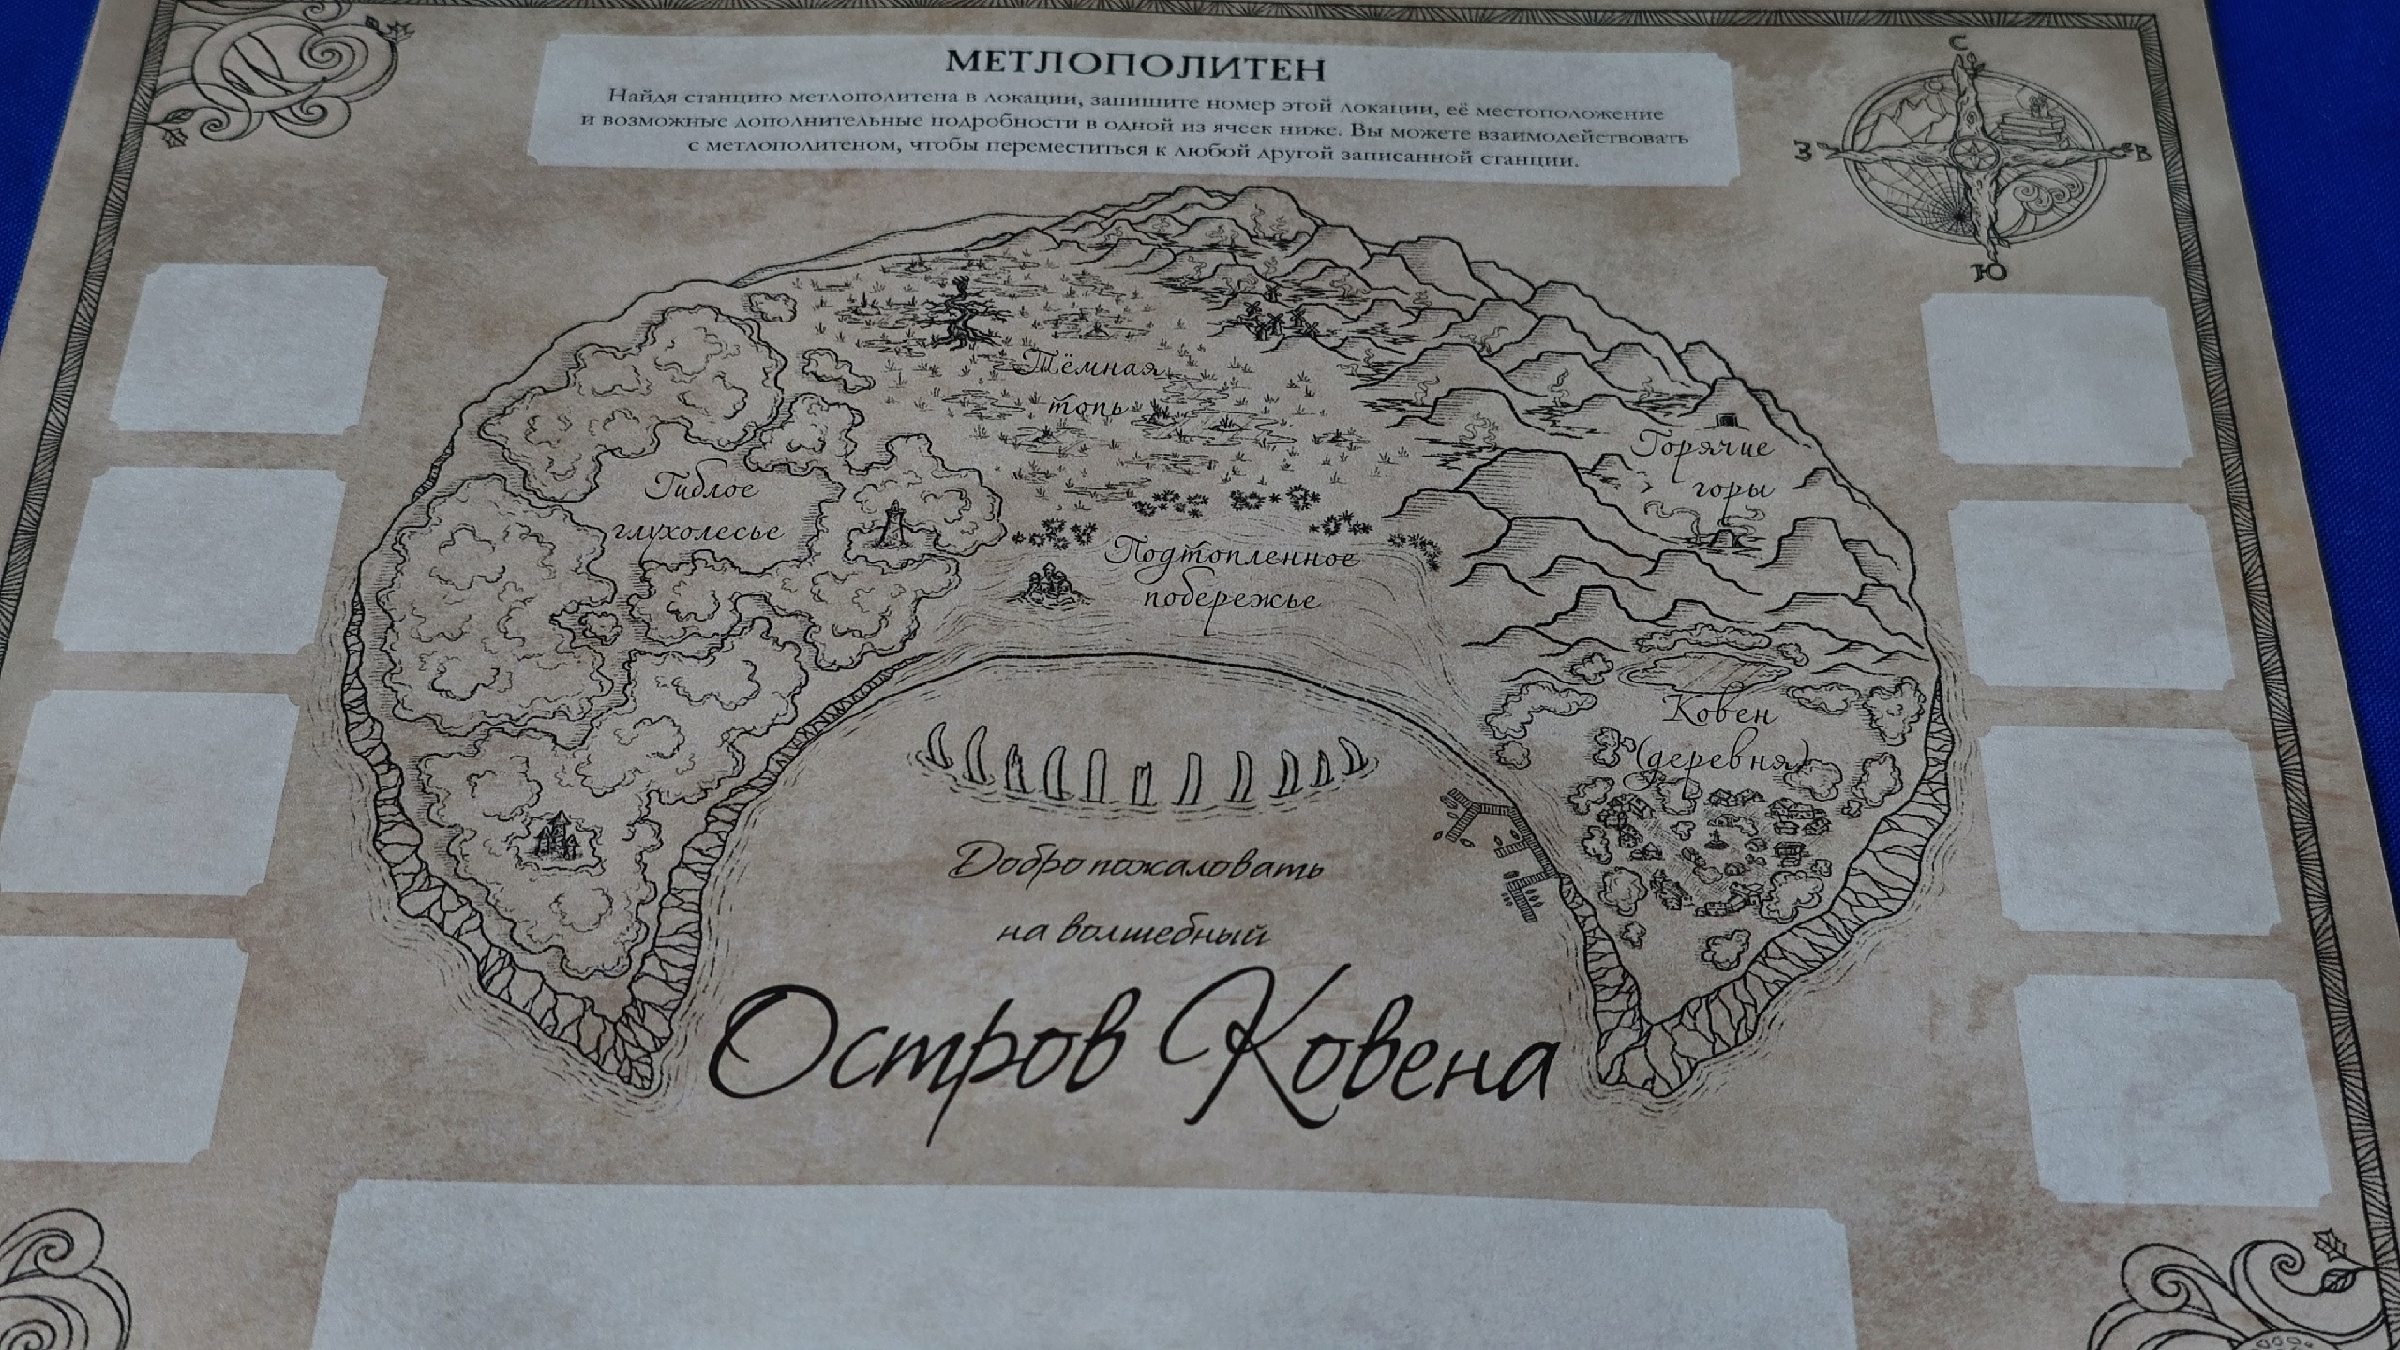 МЕТЛОПОЛИТЕН
Найдя станцию метлополитена в локации, запишите номер этой локации, её местоположение
и возможные дополнительные подробности в одной из ячеек ниже. Вы можете взаимодействовать
с метлополитеном, чтобы переместиться к любой другой записанной станции.
С
З
В
Ю
Тёмная
топь
Горячие
горы
Гиблое
глухолесье
Подтопленное
побережье
Ковен
(деревня)
Добро пожаловать
на волшебный
Остров Ковена